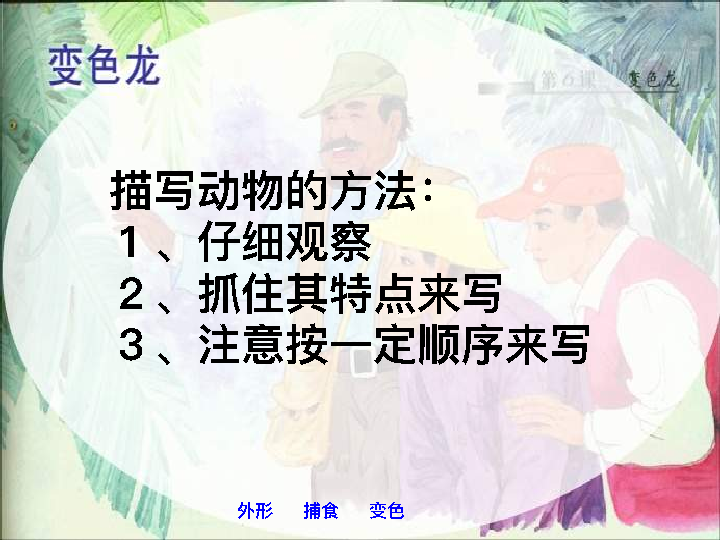 变色龙
第6课 变色龙
描写动物的方法：
１、仔细观察
２、抓住其特点来写
３、注意按一定顺序来写
外形 捕食 变色